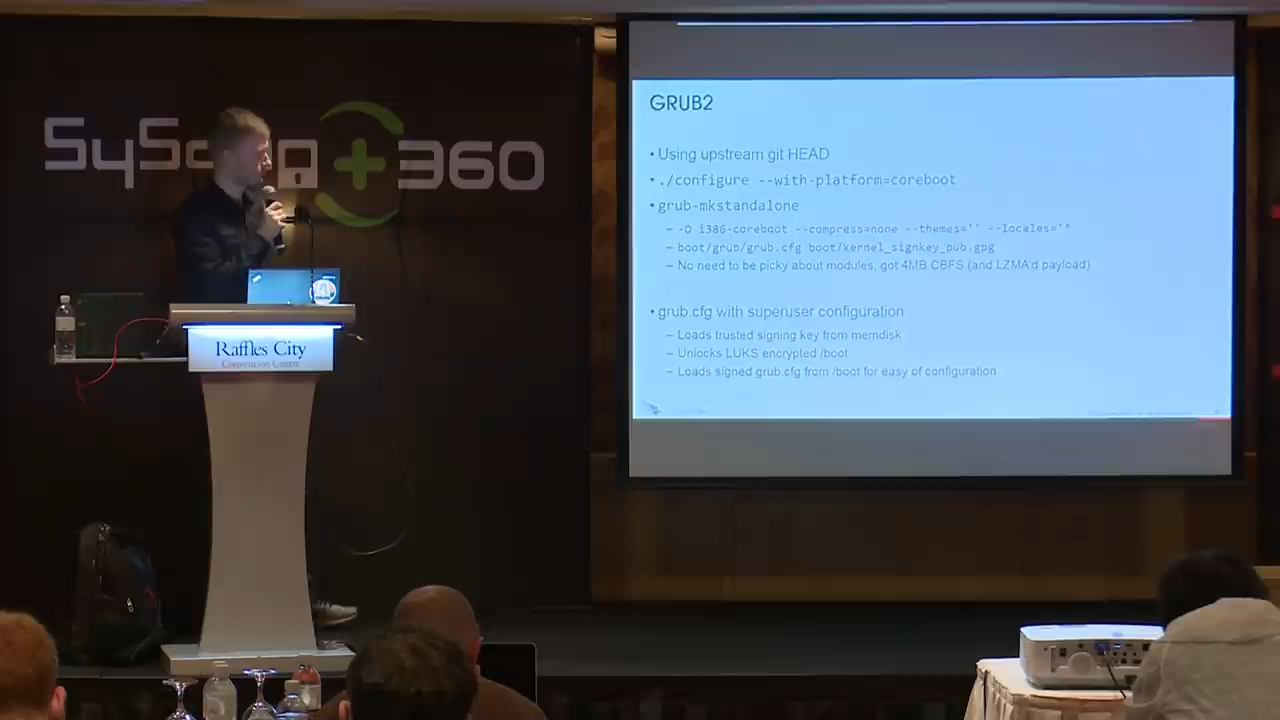 SyScan 360
Raffles City
Convention Centre
GRUB2
• Using upstream git HEAD
• ./configure --with-platform=coreboot
• grub-mkstandalone
– -O i386-coreboot --compress=none --themes='' --locales=''
– boot/grub/grub.cfg boot/kernel_signkey_pub.gpg
– No need to be picky about modules, got 4MB CBFS (and LZMA'd payload)
• grub.cfg with superuser configuration
– Loads trusted signing key from memdisk
– Unlocks LUKS encrypted /boot
– Loads signed grub.cfg from /boot for easy of configuration